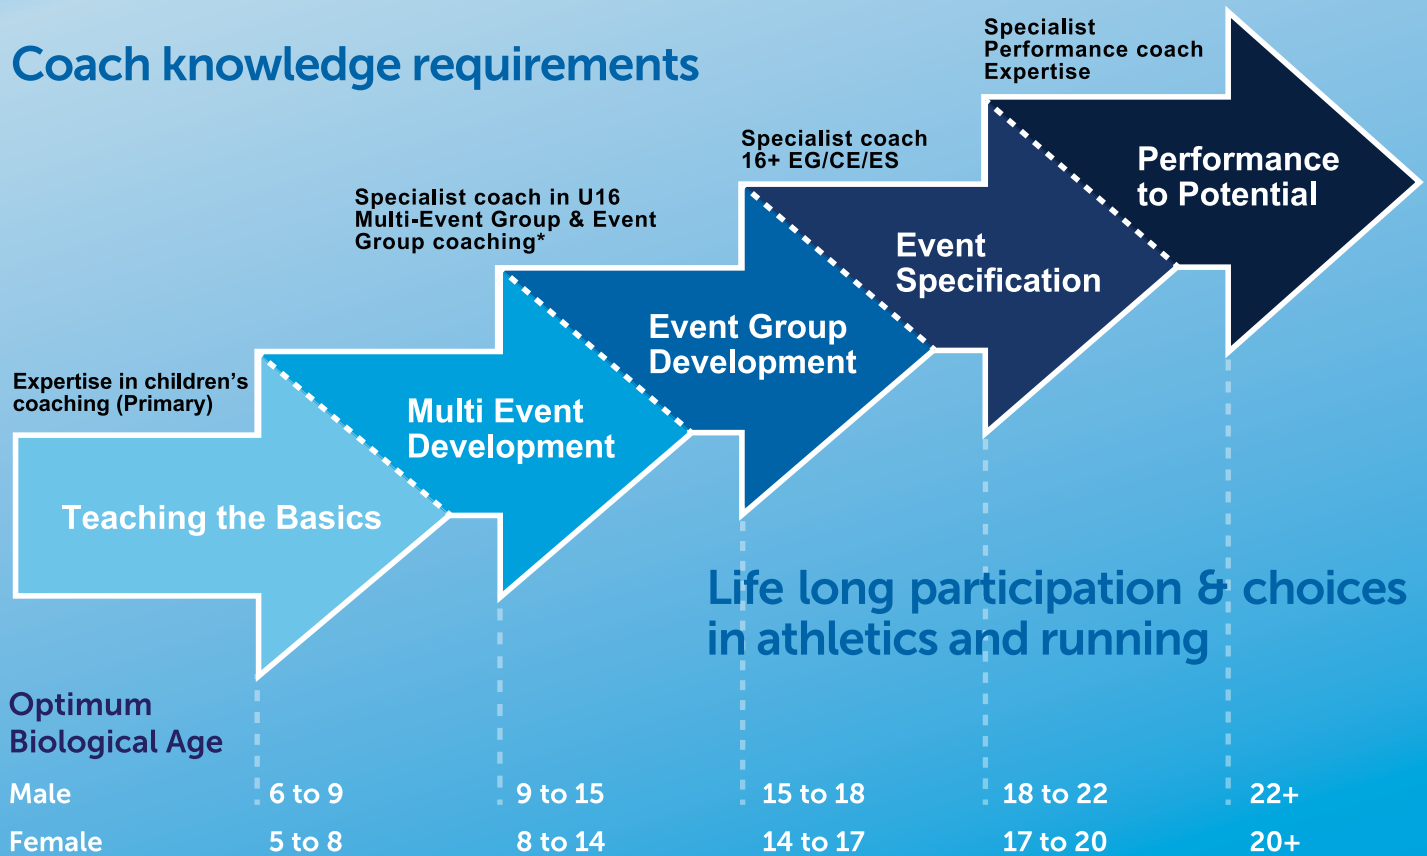 Coach knowledge requirements
Specialist
Performance coach
Expertise
Specialist coach
16+ EG/CE/ES
Specialist coach in U16
Multi-Event Group & Event
Group coaching*
Expertise in children's
coaching (Primary)
Teaching the Basics
Multi Event
Development
Event Group
Development
Event
Specification
Performance
to Potential
Life long participation & choices
in athletics and running
Optimum
Biological Age
Male 6 to 9 9 to 15 15 to 18 18 to 22 22+
Female 5 to 8 8 to 14 14 to 17 17 to 20 20+